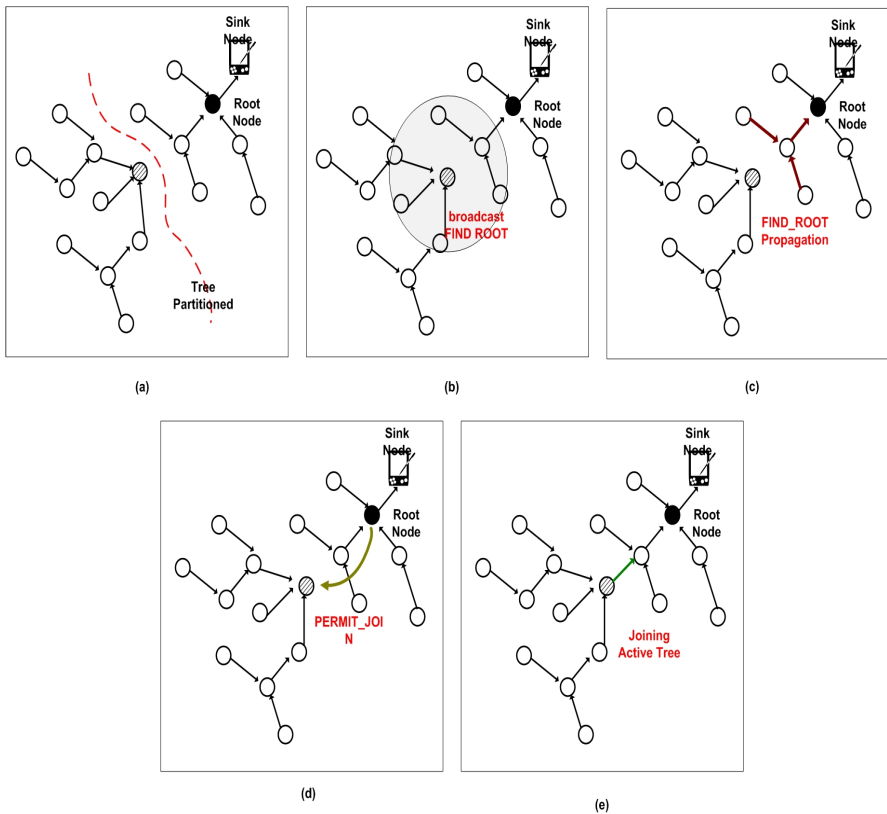 Sink
Node
Root
Node
Tree
Partitioned
(a)
Sink
Node
Root
Node
broadcast
FIND ROOT
(b)
Sink
Node
Root
Node
FIND_ROOT
Propagation
(c)
Sink
Node
Root
Node
PERMIT_JOI
N
(d)
Sink
Node
Root
Node
Joining
Active Tree
(e)